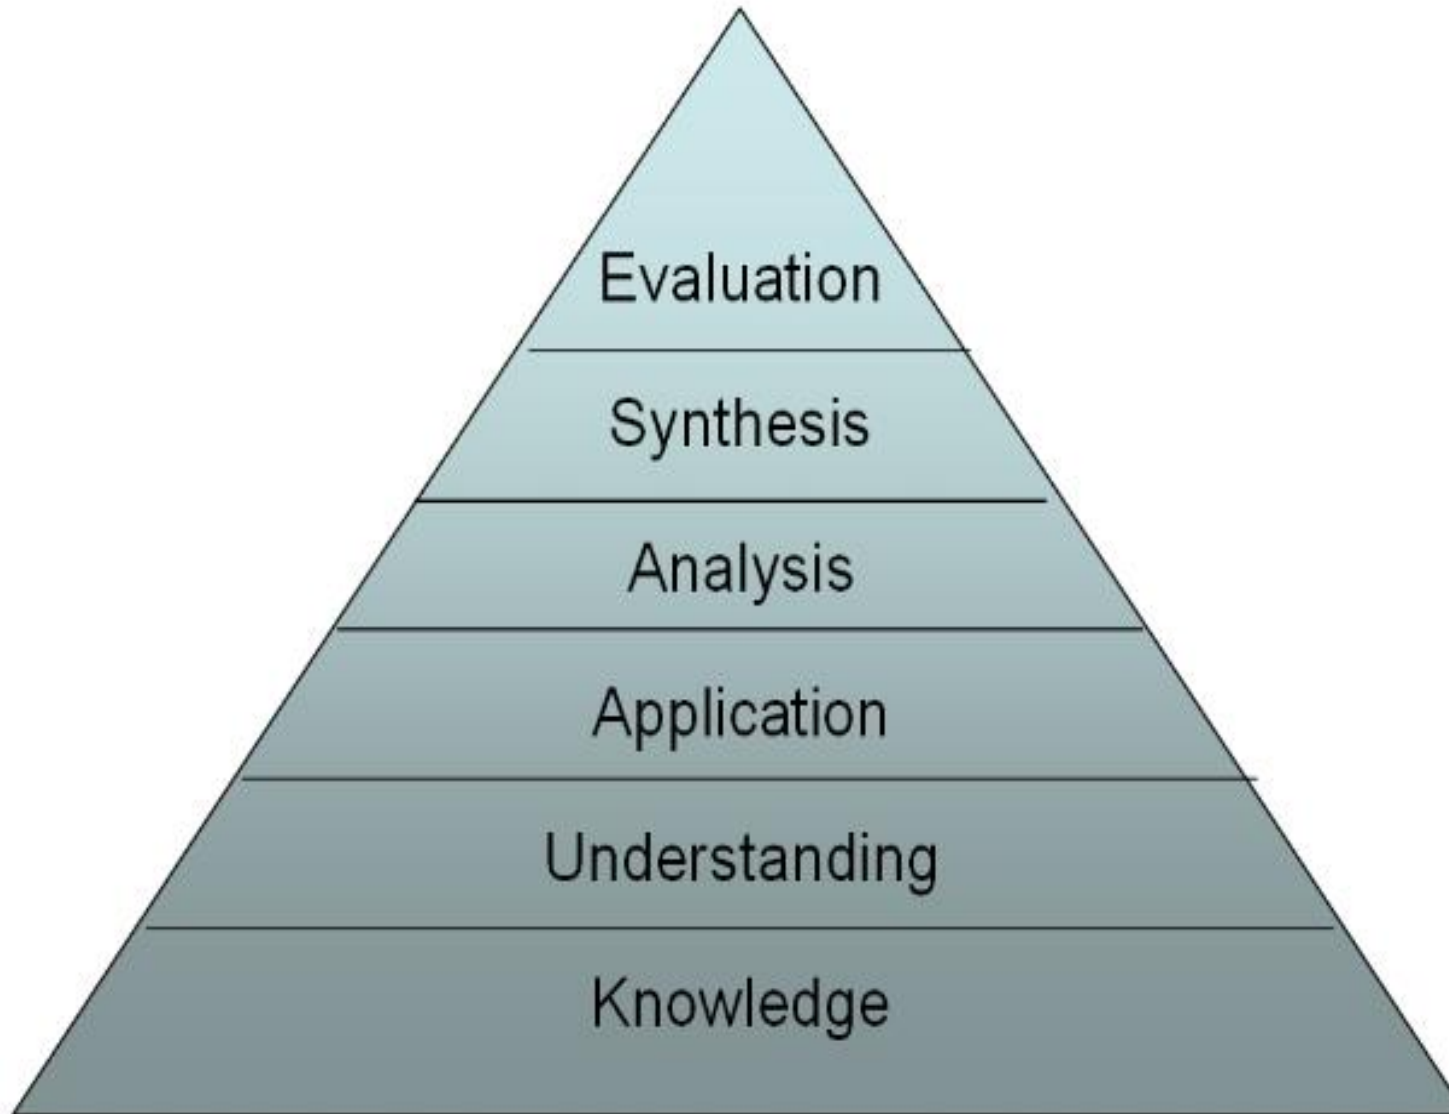 Evaluation
Synthesis
Analysis
Application
Understanding
Knowledge